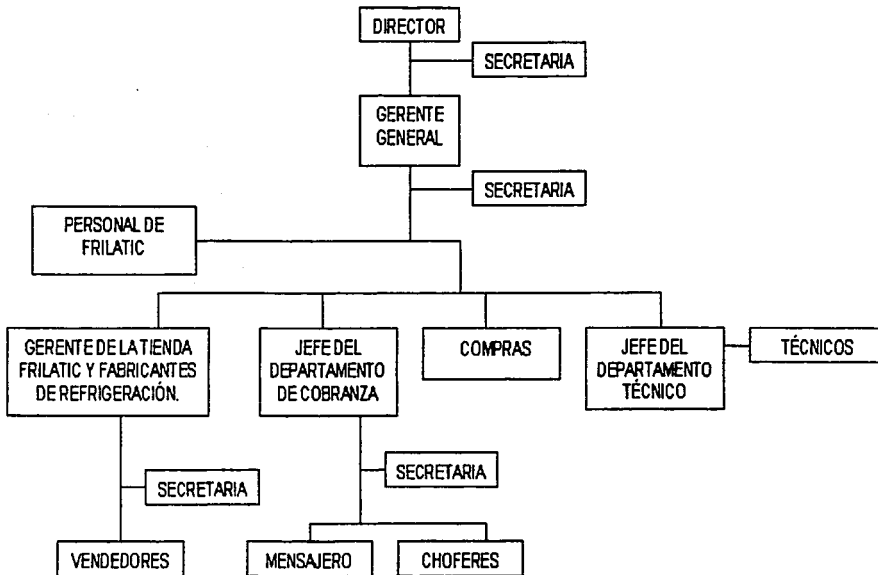 DIRECTOR
SECRETARIA
GERENTE
GENERAL
SECRETARIA
PERSONAL DE
FRILATIC
GERENTE DE LA TIENDA
FRILATIC Y FABRICANTES
DE REFRIGERACIÓN.
JEFE DEL
DEPARTAMENTO
DE COBRANZA
COMPRAS
JEFE DEL
DEPARTAMENTO
TÉCNICO
TÉCNICOS
SECRETARIA
SECRETARIA
VENDEDORES
MENSAJERO
CHOFERES